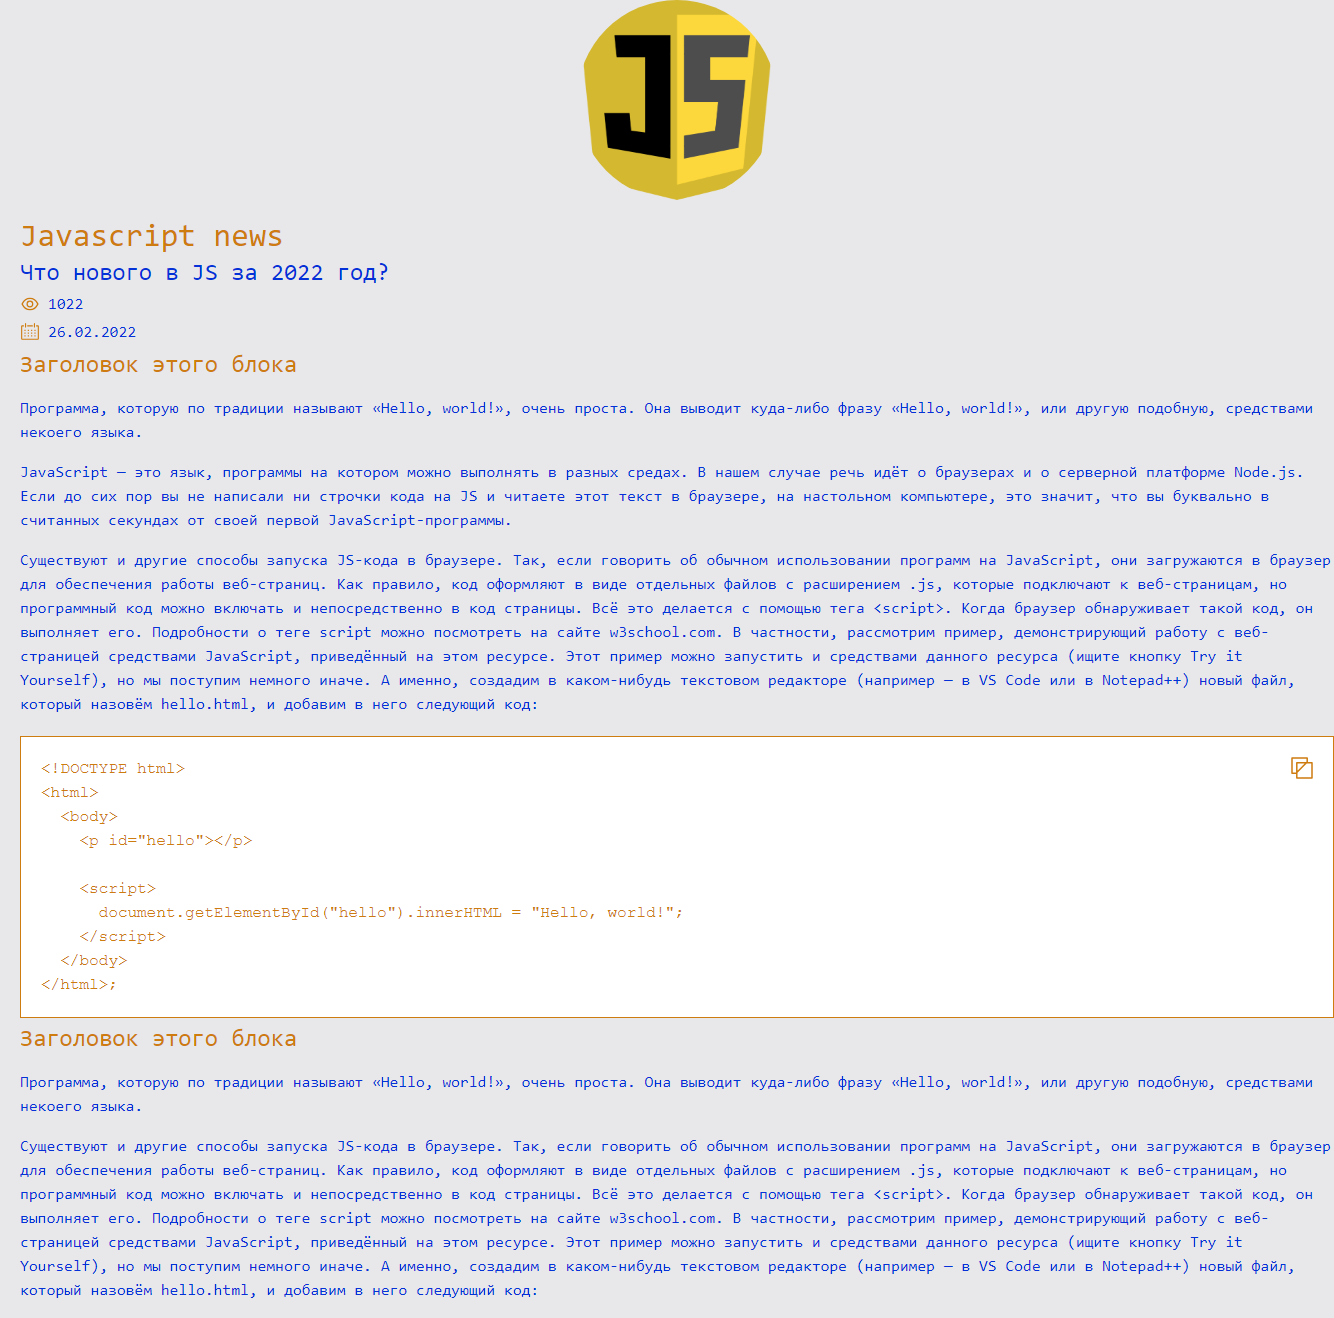 JS
Javascript news
Что нового в JS за 2022 год?
1022
26.02.2022
Заголовок этого блока
Программа, которую по традиции называют «Hello, world!», очень проста. Она выводит куда-либо фразу «Hello, world!», или другую подобную, средствами
некоего языка.
JavaScript — это язык, программы на котором можно выполнять в разных средах. В нашем случае речь идёт о браузерах и о серверной платформе Node.js.
Если до сих пор вы не написали ни строчки кода на JS и читаете этот текст в браузере, на настольном компьютере, это значит, что вы буквально в
считанных секундах от своей первой JavaScript-программы.
Существуют и другие способы запуска JS-кода в браузере. Так, если говорить об обычном использовании программ на JavaScript, они загружаются в браузер
для обеспечения работы веб-страниц. Как правило, код оформляют в виде отдельных файлов с расширением .js, которые подключают к веб-страницам, но
программный код можно включать и непосредственно в код страницы. Всё это делается с помощью тега <script>. Когда браузер обнаруживает такой код, он
выполняет его. Подробности о теге script можно посмотреть на сайте w3school.com. В частности, рассмотрим пример, демонстрирующий работу с веб-
страницей средствами JavaScript, приведённый на этом ресурсе. Этот пример можно запустить и средствами данного ресурса (ищите кнопку Try it
Yourself), но мы поступим немного иначе. А именно, создадим в каком-нибудь текстовом редакторе (например — в VS Code или в Notepad++) новый файл,
который назовём hello.html, и добавим в него следующий код:
<!DOCTYPE html>
<html>
  <body>
    <p id="hello"></p>

    <script>
      document.getElementById("hello").innerHTML = "Hello, world!";
    </script>
  </body>
</html>;
Заголовок этого блока
Программа, которую по традиции называют «Hello, world!», очень проста. Она выводит куда-либо фразу «Hello, world!», или другую подобную, средствами
некоего языка.
Существуют и другие способы запуска JS-кода в браузере. Так, если говорить об обычном использовании программ на JavaScript, они загружаются в браузер
для обеспечения работы веб-страниц. Как правило, код оформляют в виде отдельных файлов с расширением .js, которые подключают к веб-страницам, но
программный код можно включать и непосредственно в код страницы. Всё это делается с помощью тега <script>. Когда браузер обнаруживает такой код, он
выполняет его. Подробности о теге script можно посмотреть на сайте w3school.com. В частности, рассмотрим пример, демонстрирующий работу с веб-
страницей средствами JavaScript, приведённый на этом ресурсе. Этот пример можно запустить и средствами данного ресурса (ищите кнопку Try it
Yourself), но мы поступим немного иначе. А именно, создадим в каком-нибудь текстовом редакторе (например — в VS Code или в Notepad++) новый файл,
который назовём hello.html, и добавим в него следующий код: